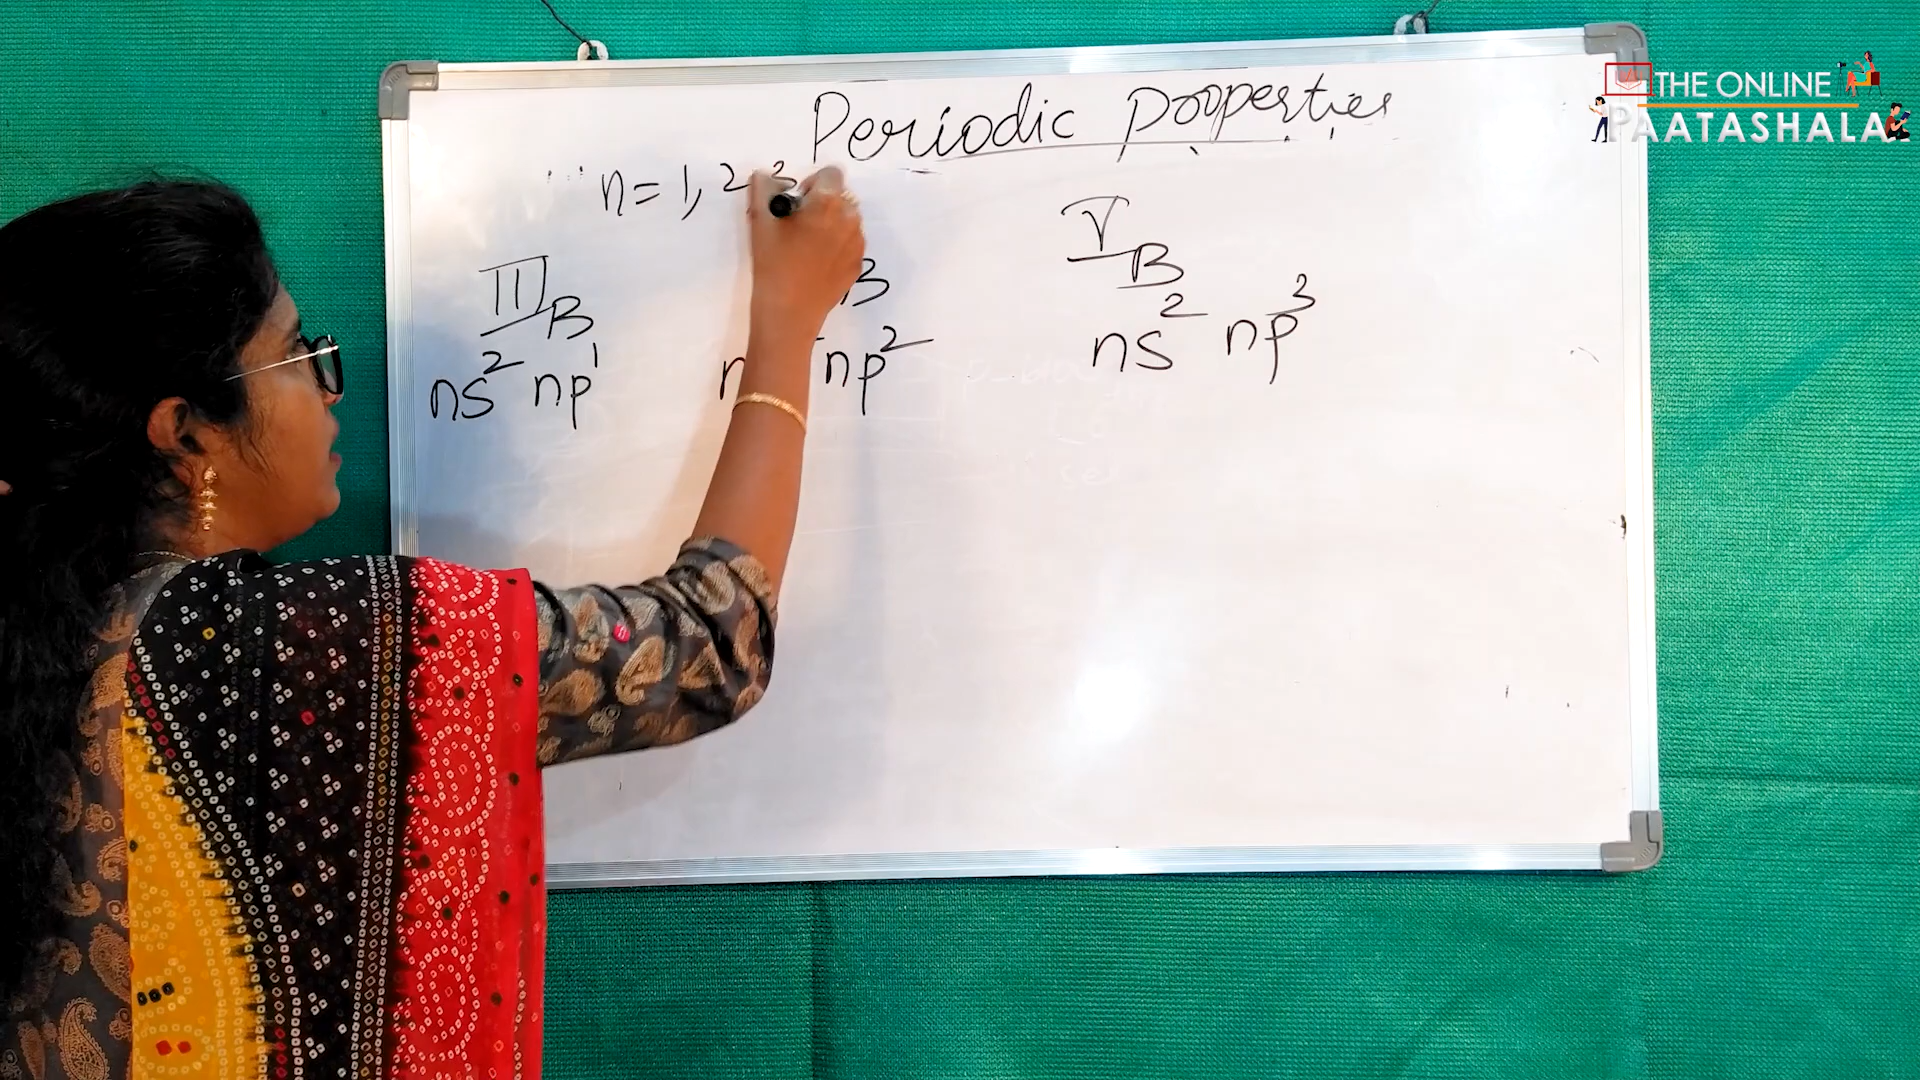 THE ONLINE
PAATASHALA
Periodic Properties
n = 1, 2, 3
III B
ns² np¹
B
n np²
V B
ns² np³